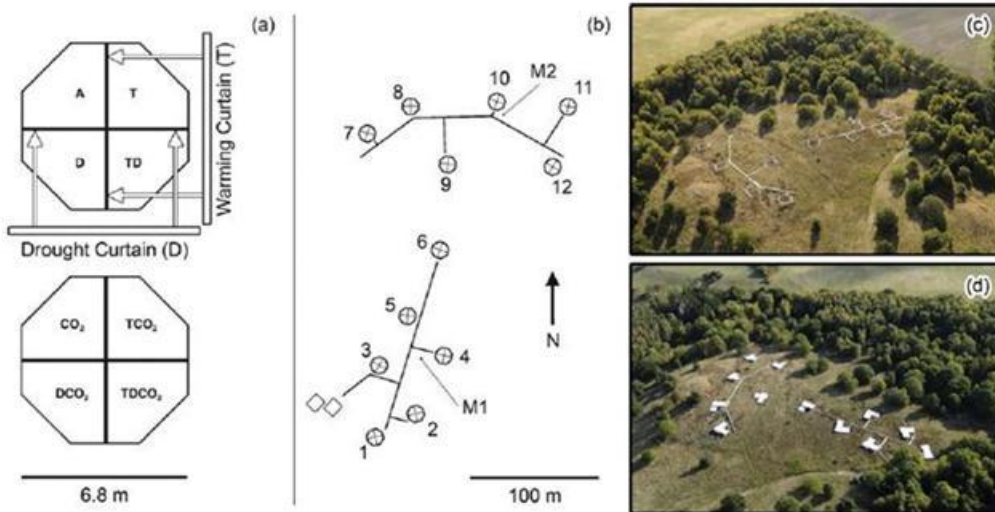 (a)
A
T
D
TD
Warming Curtain (T)
Drought Curtain (D)
CO₂
TCO₂
DCO₂
TDCO₂
6.8 m
(b)
M2
7
8
9
10
11
12
6
5
4
3
2
1
M1
N
100 m
(c)
(d)